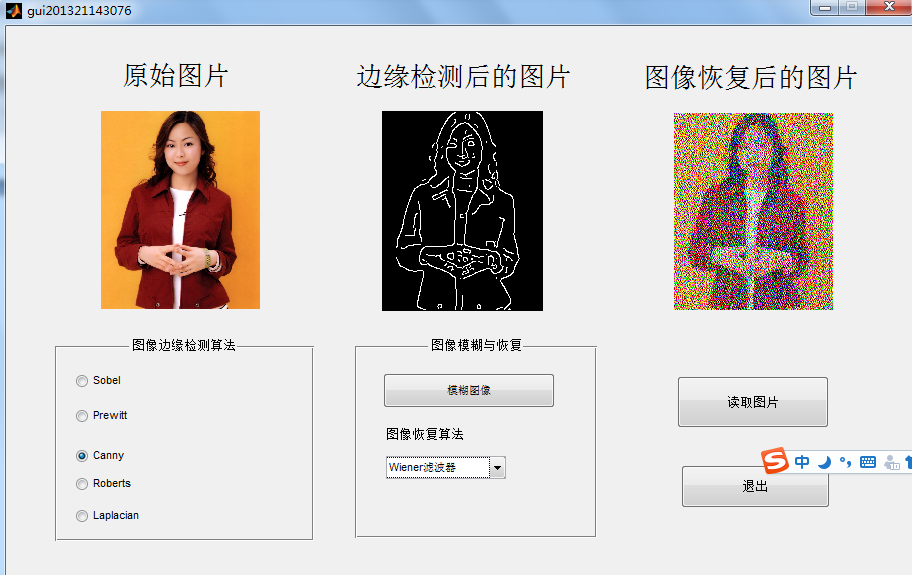 gui201321143076
原始图片
边缘检测后的图片
图像恢复后的图片
图像边缘检测算法
Sobel
Prewitt
Canny
Roberts
Laplacian
图像模糊与恢复
模糊图像
图像恢复算法
Wiener滤波器
读取图片
退出
S 中